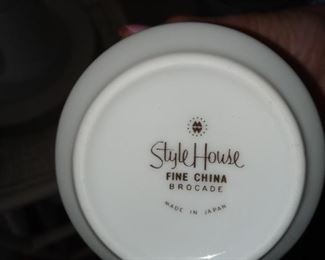 Style House
FINE CHINA
BROCADE
MADE IN JAPAN